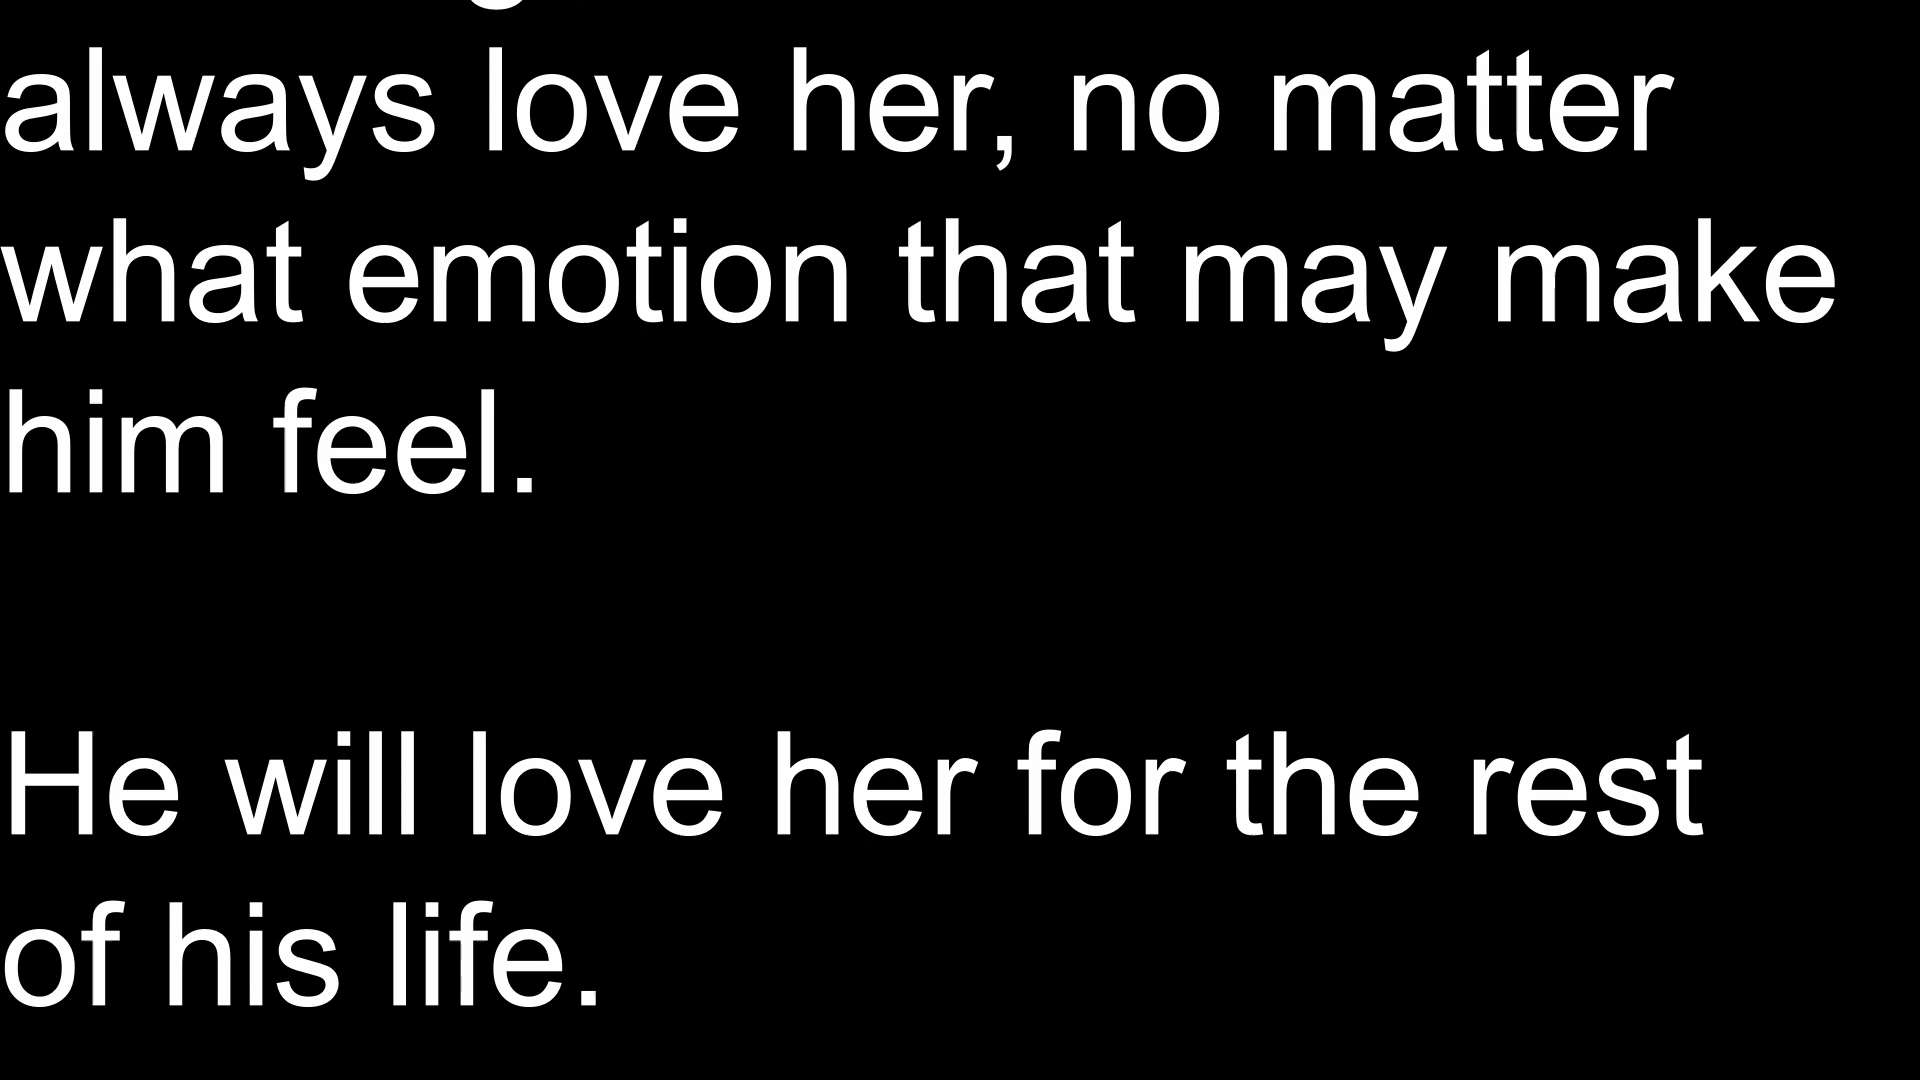 always love her, no matter
what emotion that may make
him feel.
He will love her for the rest
of his life.